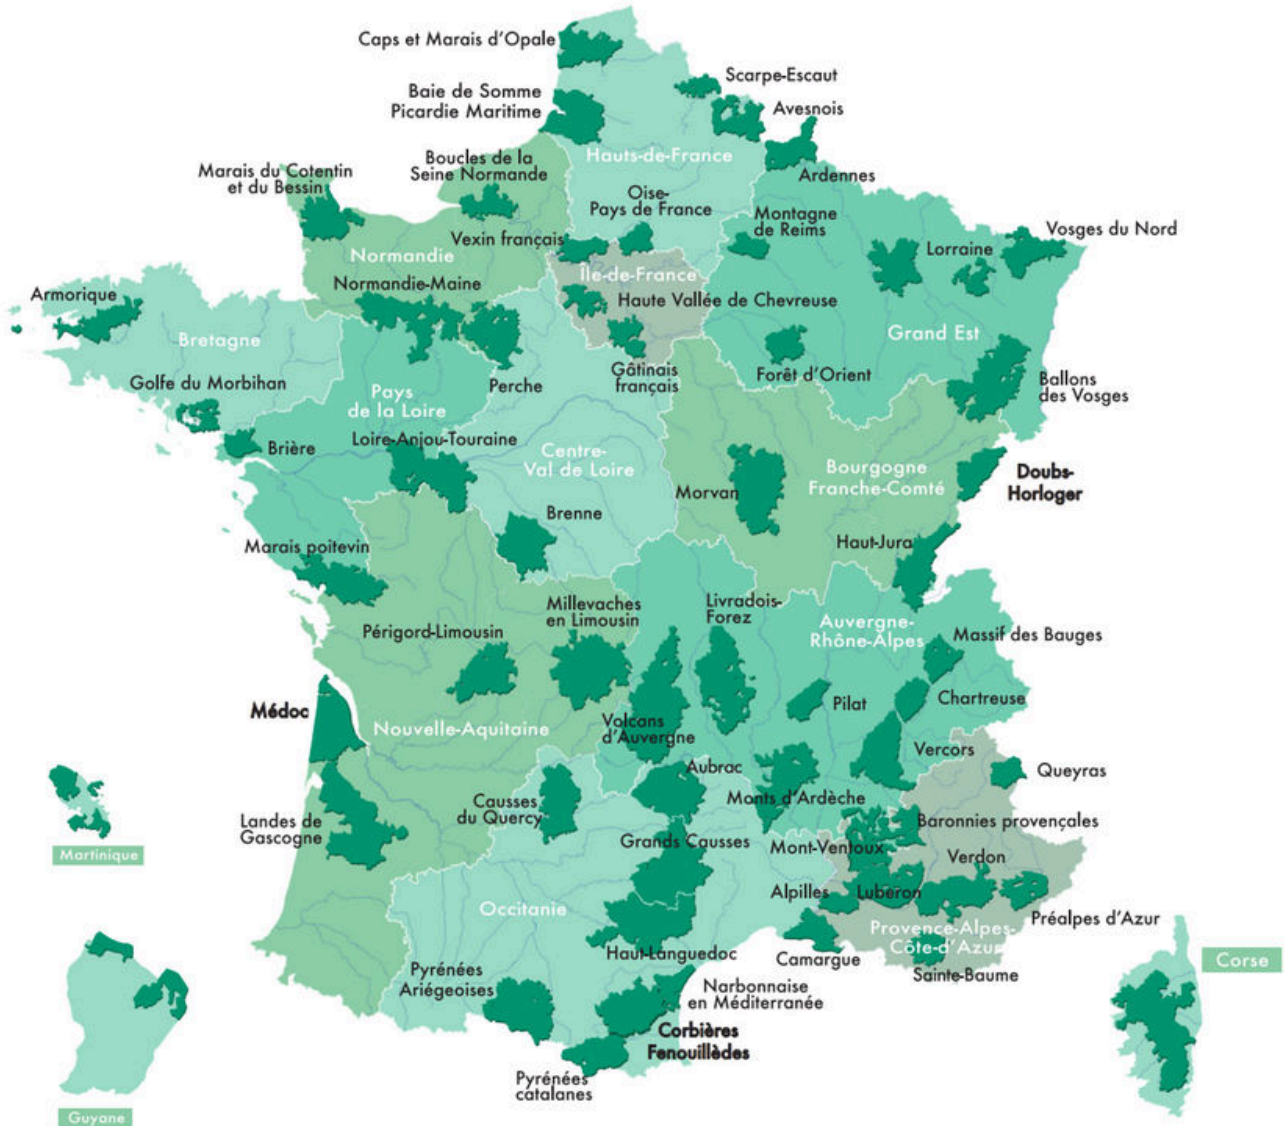 Caps et Marais d'Opale
Scarpe-Escaut
Baie de Somme
Picardie Maritime
Avesnois
Hauts-de-France
Ardennes
Marais du Cotentin
et du Bessin
Boucles de la
Seine Normande
Oise-
Pays de France
Montagne
de Reims
Vosges du Nord
Lorraine
Vexin français
Normandie
Île-de-France
Normandie-Maine
Haute Vallée de Chevreuse
Armorique
Bretagne
Grand Est
Golfe du Morbihan
Perche
Gâtinais
français
Forêt d'Orient
Ballons
des Vosges
Pays
de la Loire
Brière
Loire-Anjou-Touraine
Centre-
Val de Loire
Bourgogne
Franche-Comté
Doubs-
Horloger
Morvan
Brenne
Haut-Jura
Marais poitevin
Millevaches
en Limousin
Livradois-
Forez
Auvergne-
Rhône-Alpes
Périgord-Limousin
Massif des Bauges
Médoc
Pilat
Chartreuse
Nouvelle-Aquitaine
Volcans
d'Auvergne
Vercors
Aubrac
Queyras
Causses
du Quercy
Monts d'Ardèche
Landes de
Gascogne
Baronnies provençales
Grands Causses
Mont-Ventoux
Verdon
Martinique
Alpilles
Luberon
Occitanie
Préalpes d'Azur
Provence-Alpes-
Côte-d'Azur
Haut-Languedoc
Camargue
Sainte-Baume
Corse
Pyrénées
Ariégeoises
Narbonnaise
en Méditerranée
Corbières
Fenouillèdes
Pyrénées
catalanes
Guyane